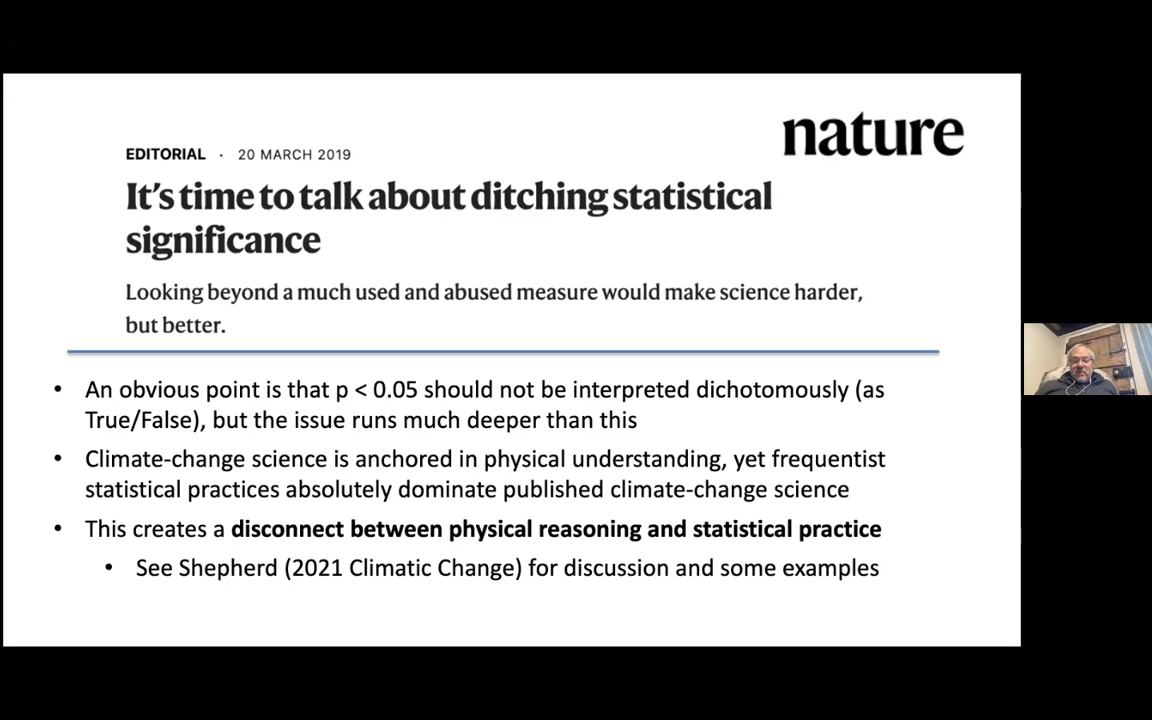 nature
EDITORIAL · 20 MARCH 2019
It's time to talk about ditching statistical
significance
Looking beyond a much used and abused measure would make science harder,
but better.
• An obvious point is that p < 0.05 should not be interpreted dichotomously (as
True/False), but the issue runs much deeper than this
• Climate-change science is anchored in physical understanding, yet frequentist
statistical practices absolutely dominate published climate-change science
• This creates a disconnect between physical reasoning and statistical practice
• See Shepherd (2021 Climatic Change) for discussion and some examples